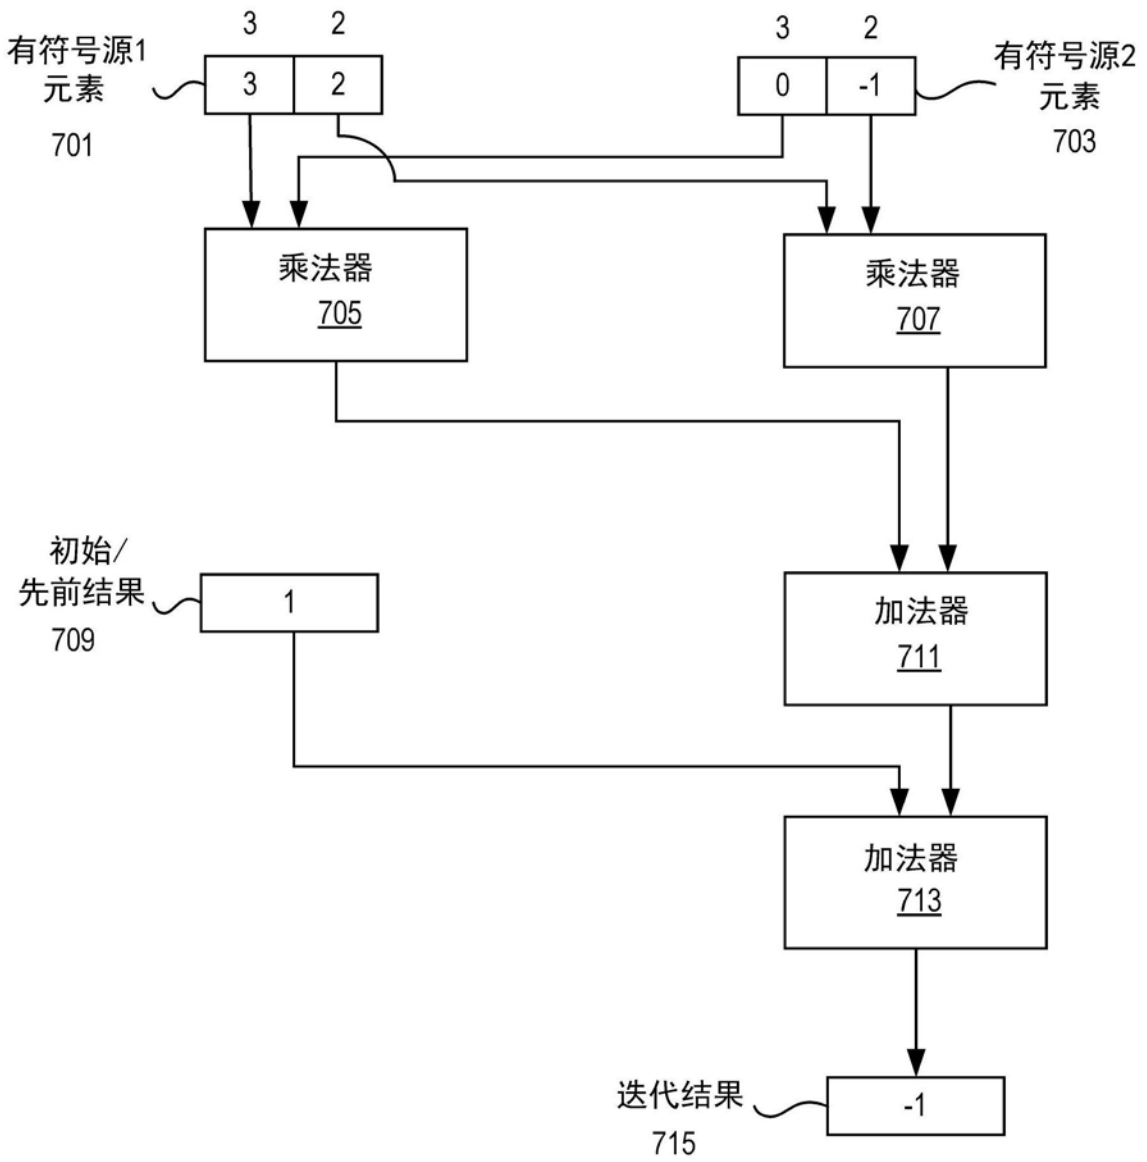 3 2
有符号源1
元素
701
3 2
3 2
0 -1
有符号源2
元素
703
乘法器
705
乘法器
707
初始/
先前结果
709
1
加法器
711
加法器
713
迭代结果
715
-1